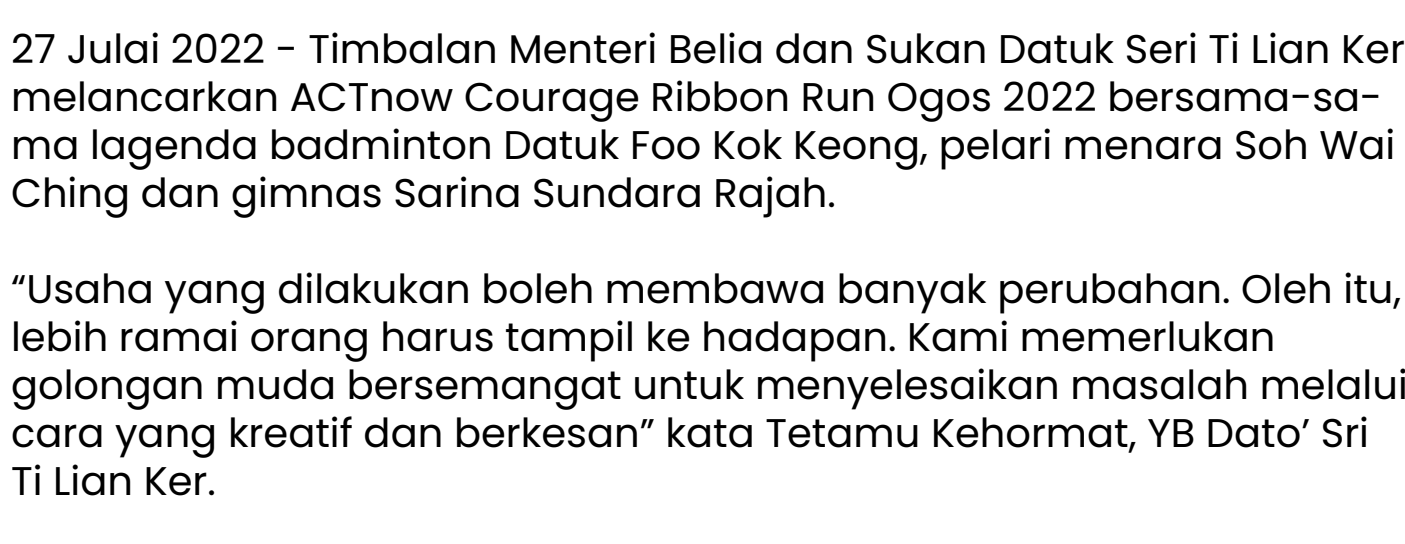 27 Julai 2022 - Timbalan Menteri Belia dan Sukan Datuk Seri Ti Lian Ker
melancarkan ACTnow Courage Ribbon Run Ogos 2022 bersama-sa-
ma lagenda badminton Datuk Foo Kok Keong, pelari menara Soh Wai
Ching dan gimnas Sarina Sundara Rajah.
“Usaha yang dilakukan boleh membawa banyak perubahan. Oleh itu,
lebih ramai orang harus tampil ke hadapan. Kami memerlukan
golongan muda bersemangat untuk menyelesaikan masalah melalui
cara yang kreatif dan berkesan” kata Tetamu Kehormat, YB Dato’ Sri
Ti Lian Ker.